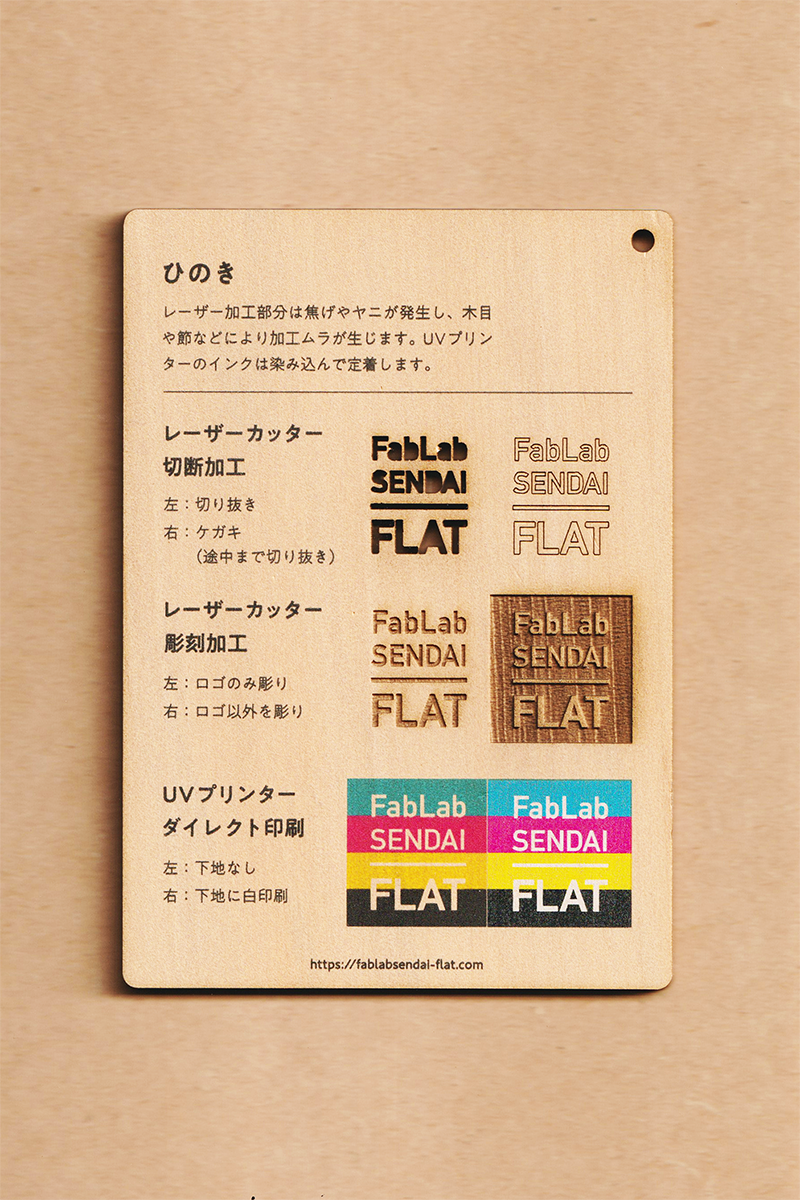 ひのき
レーザー加工部分は焦げやヤニが発生し、木目
や節などにより加工ムラが生じます。UVプリン
ターのインクは染み込んで定着します。
レーザーカッター
切断加工
左：切り抜き
右：ケガキ
（途中まで切り抜き）
FabLab
SENDAI
FLAT
FabLab
SENDAI
FLAT
レーザーカッター
彫刻加工
左：ロゴのみ彫り
右：ロゴ以外を彫り
FabLab
SENDAI
FLAT
FabLab
SENDAI
FLAT
UVプリンター
ダイレクト印刷
左：下地なし
右：下地に白印刷
FabLab
SENDAI
FLAT
FabLab
SENDAI
FLAT
https://fablabsendai-flat.com